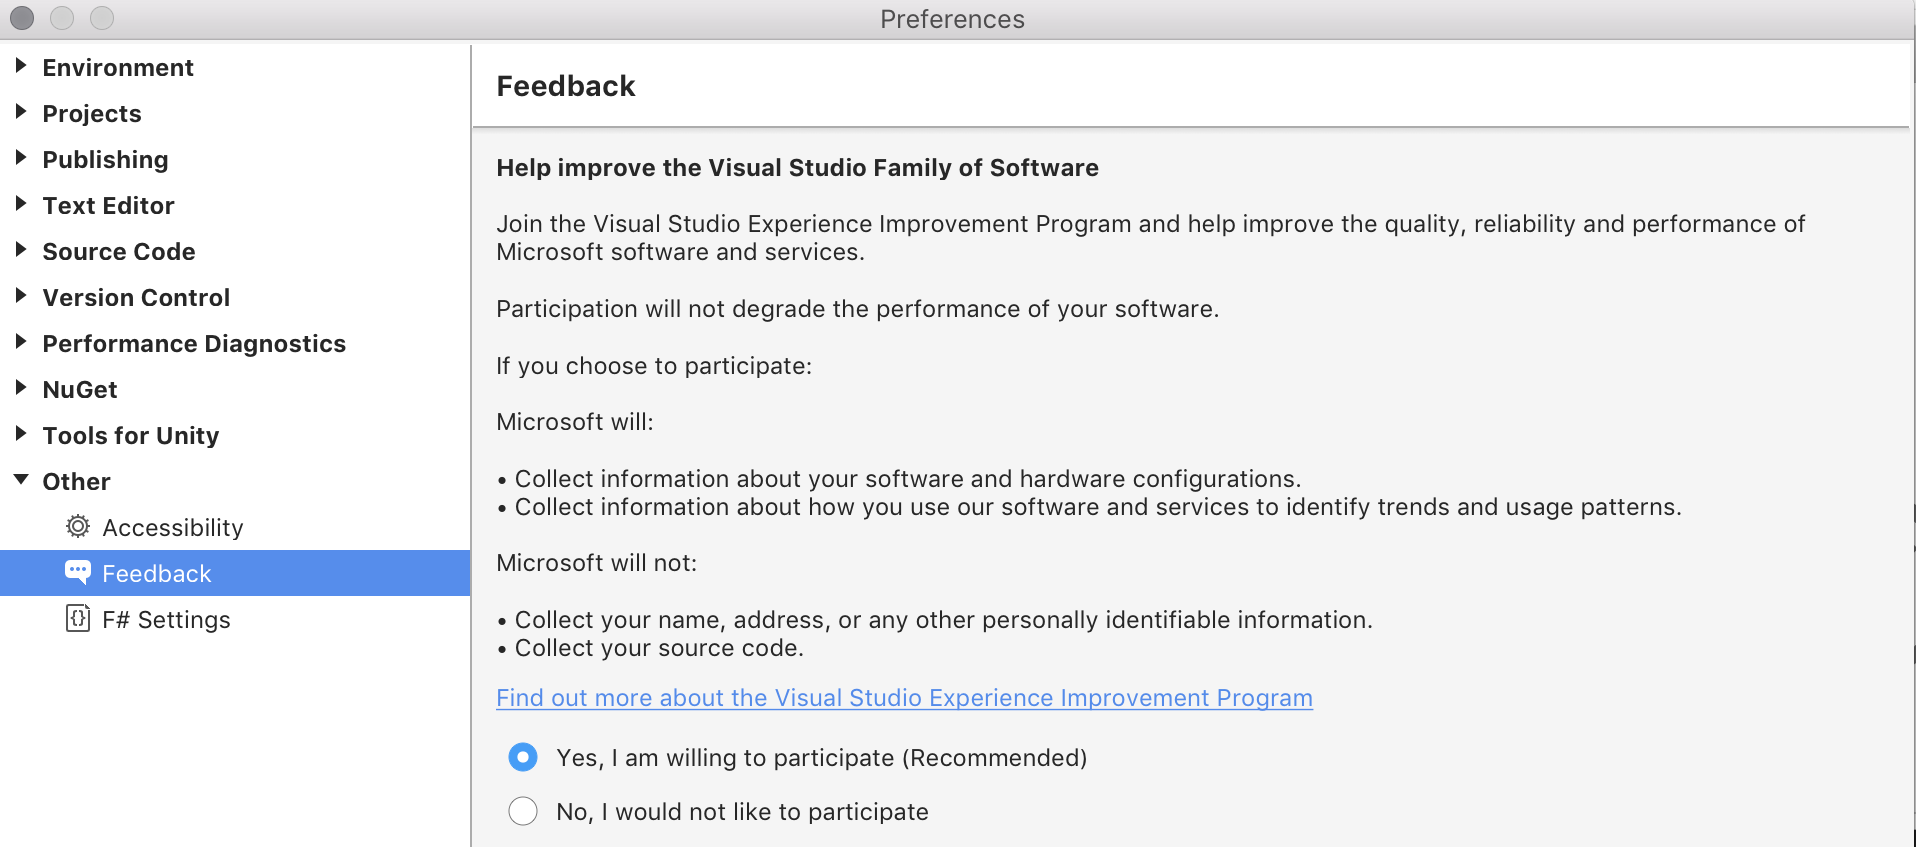 Preferences
Environment
Projects
Publishing
Text Editor
Source Code
Version Control
Performance Diagnostics
NuGet
Tools for Unity
Other
Accessibility
Feedback
F# Settings
Feedback
Help improve the Visual Studio Family of Software
Join the Visual Studio Experience Improvement Program and help improve the quality, reliability and performance of
Microsoft software and services.
Participation will not degrade the performance of your software.
If you choose to participate:
Microsoft will:
• Collect information about your software and hardware configurations.
• Collect information about how you use our software and services to identify trends and usage patterns.
Microsoft will not:
• Collect your name, address, or any other personally identifiable information.
• Collect your source code.
Find out more about the Visual Studio Experience Improvement Program
Yes, I am willing to participate (Recommended)
No, I would not like to participate